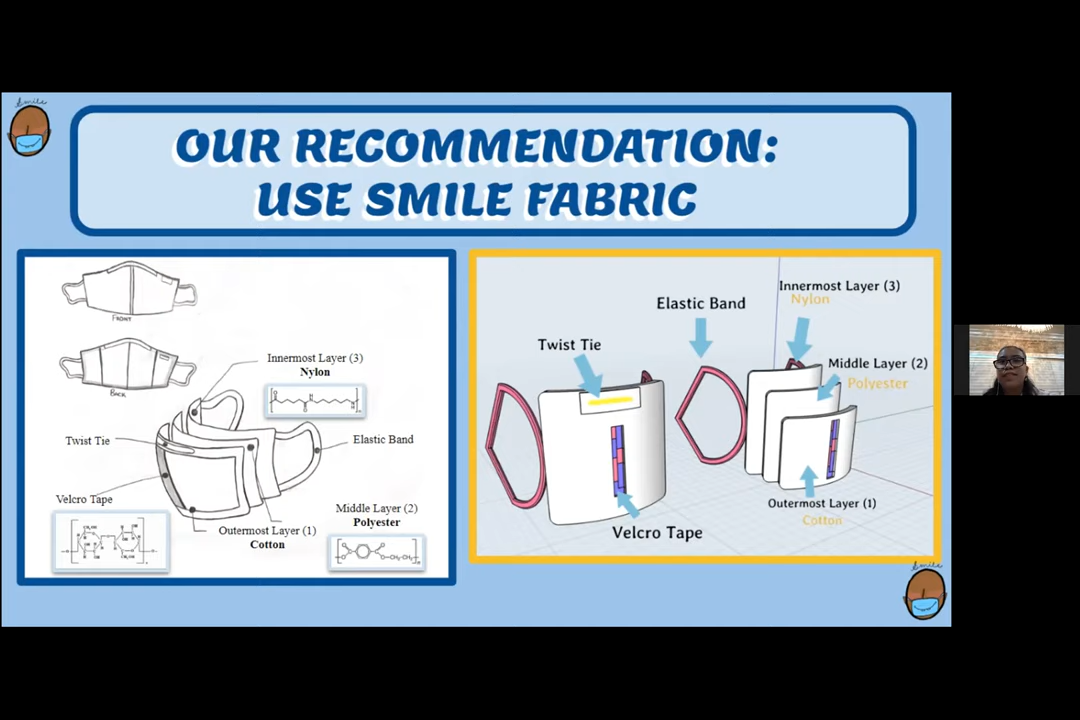 Smile
OUR RECOMMENDATION:
USE SMILE FABRIC
FRONT
BACK
Innermost Layer (3)
Nylon
Twist Tie
Elastic Band
Velcro Tape
Middle Layer (2)
Polyester
Outermost Layer (1)
Cotton
Innermost Layer (3)
Nylon
Elastic Band
Twist Tie
Middle Layer (2)
Polyester
Outermost Layer (1)
Cotton
Velcro Tape
Smile